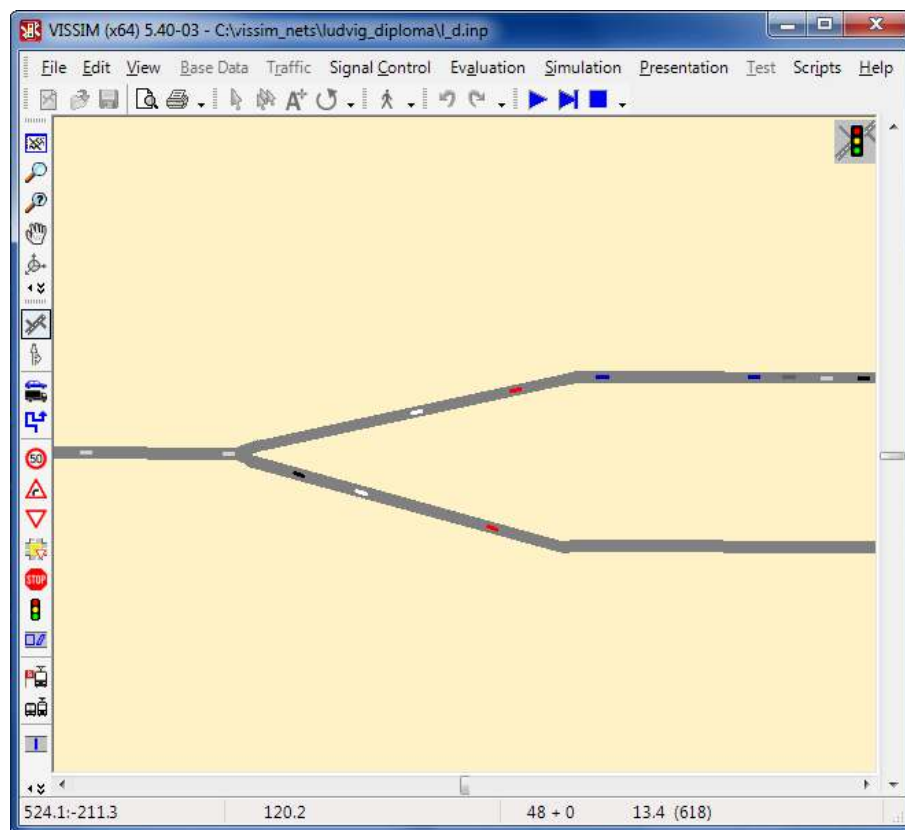 VISSIM (x64) 5.40-03 - C:\vissim_nets\ludvig_diploma\l_d.inp
File Edit View Base Data Traffic Signal Control Evaluation Simulation Presentation Test Scripts Help
50
STOP
524.1:-211.3 120.2 48 + 0 13.4 (618)